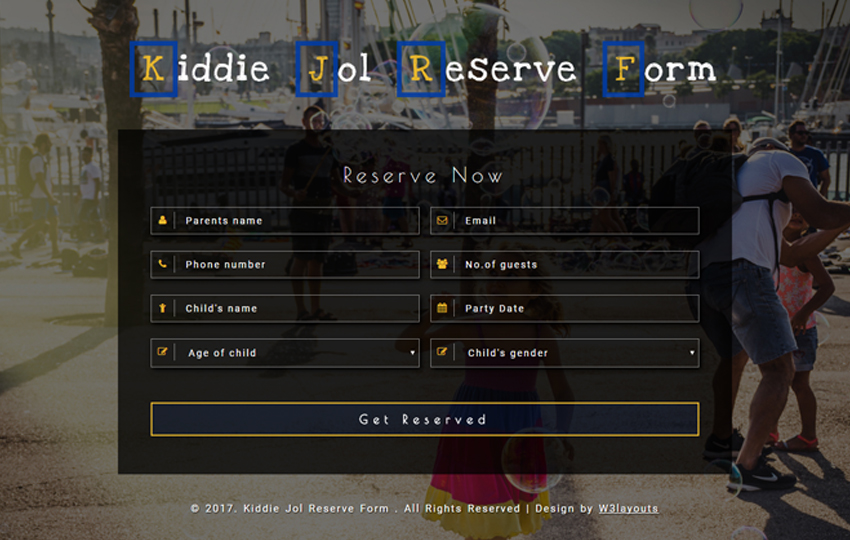 Kiddie Jol Reserve Form
Reserve Now
Parents name
Email
Phone number
No.of guests
Child's name
Party Date
Age of child
Child's gender
Get Reserved
© 2017. Kiddie Jol Reserve Form . All Rights Reserved | Design by W3layouts